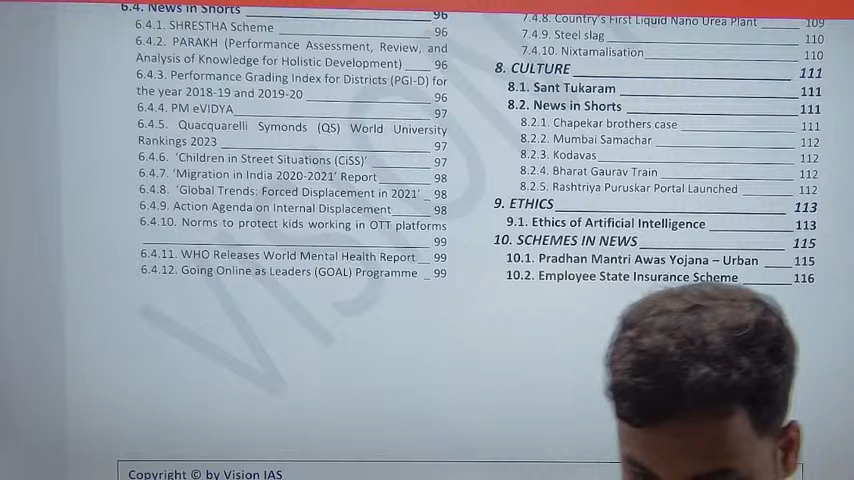 6.4. News in Shorts 96
6.4.1. SHRESTHA Scheme 96
6.4.2. PARAKH (Performance Assessment, Review, and
Analysis of Knowledge for Holistic Development) 96
6.4.3. Performance Grading Index for Districts (PGI-D) for
the year 2018-19 and 2019-20 96
6.4.4. PM eVIDYA 97
6.4.5. Quacquarelli Symonds (QS) World University
Rankings 2023 97
6.4.6. ‘Children in Street Situations (CiSS)’ 97
6.4.7. ‘Migration in India 2020-2021’ Report 98
6.4.8. ‘Global Trends: Forced Displacement in 2021’ 98
6.4.9. Action Agenda on Internal Displacement 98
6.4.10. Norms to protect kids working in OTT platforms
99
6.4.11. WHO Releases World Mental Health Report 99
6.4.12. Going Online as Leaders (GOAL) Programme 99
7.4.8. Country's First Liquid Nano Urea Plant 109
7.4.9. Steel slag 110
7.4.10. Nixtamalisation 110
8. CULTURE 111
8.1. Sant Tukaram 111
8.2. News in Shorts 111
8.2.1. Chapekar brothers case 111
8.2.2. Mumbai Samachar 112
8.2.3. Kodavas 112
8.2.4. Bharat Gaurav Train 112
8.2.5. Rashtriya Puruskar Portal Launched 112
9. ETHICS 113
9.1. Ethics of Artificial Intelligence 113
10. SCHEMES IN NEWS 115
10.1. Pradhan Mantri Awas Yojana – Urban 115
10.2. Employee State Insurance Scheme 116
VISION
Copyright © by Vision IAS